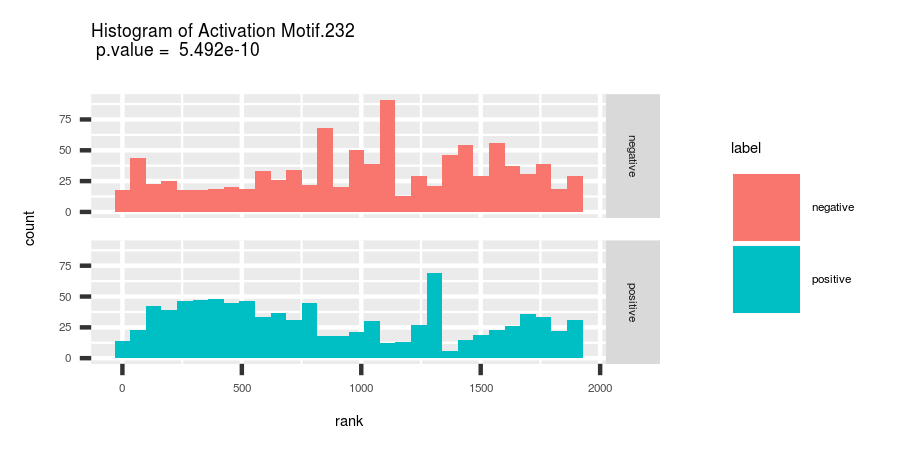 Histogram of Activation Motif.232
p.value = 5.492e-10
count
75
50
25
0
negative
75
50
25
0
positive
0 500 1000 1500 2000
rank
label
negative
positive